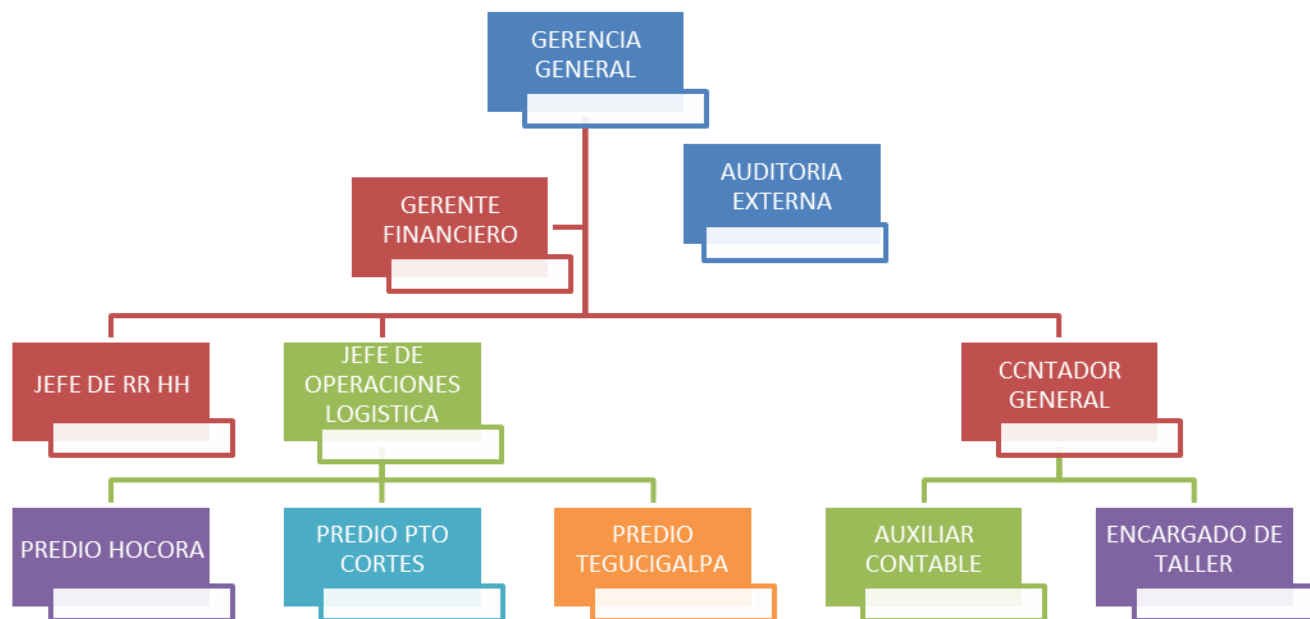 GERENCIA
GENERAL
AUDITORIA
EXTERNA
GERENTE
FINANCIERO
JEFE DE RR HH
JEFE DE
OPERACIONES
LOGISTICA
CCNTADOR
GENERAL
PREDIO HOCORA
PREDIO PTO
CORTES
PREDIO
TEGUCIGALPA
AUXILIAR
CONTABLE
ENCARGADO DE
TALLER